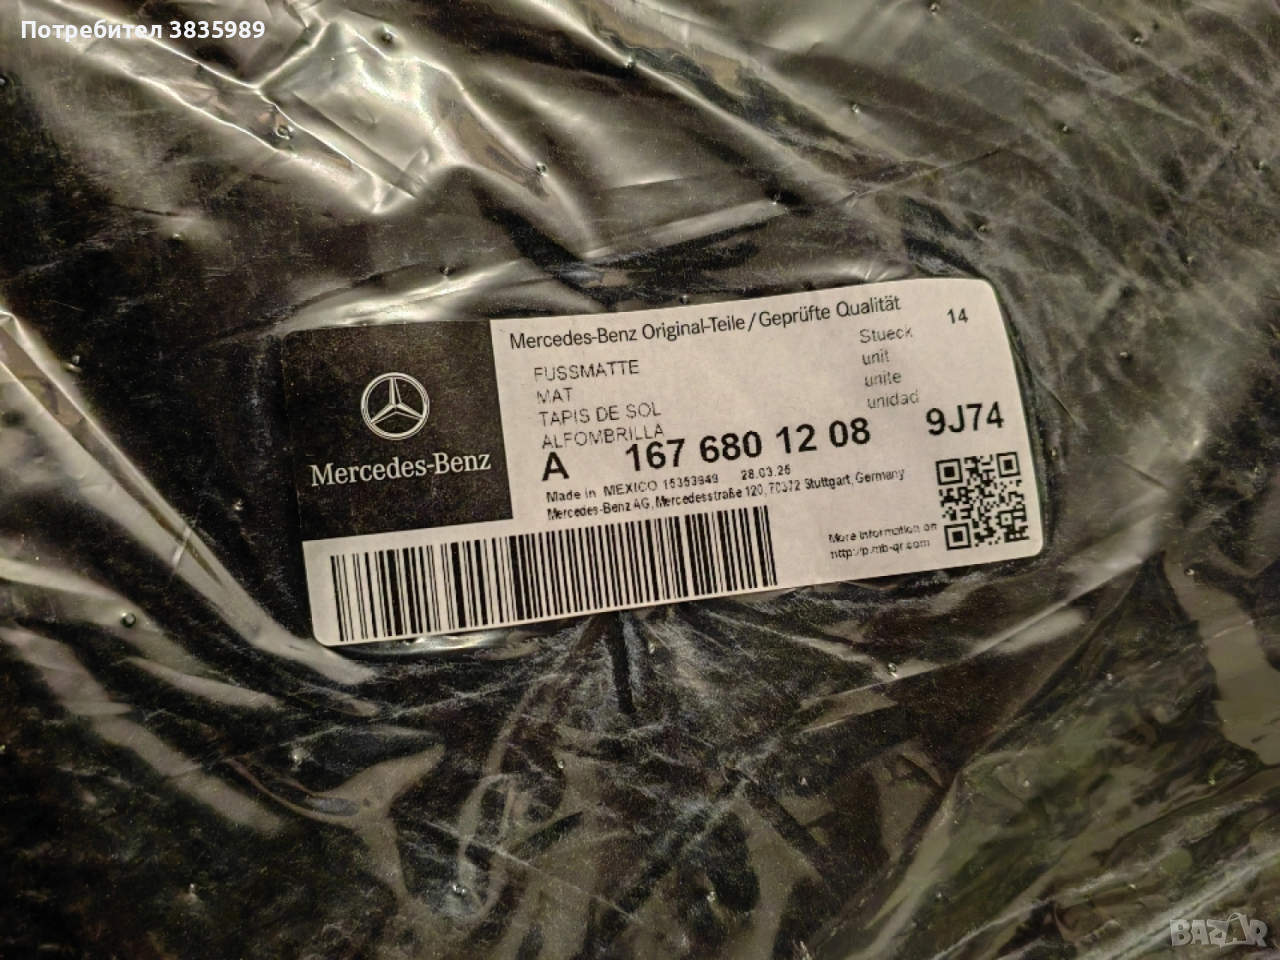 Потребител 3835989
Mercedes-Benz Original-Teile/Geprüfte Qualität
FUSSMATTE
MAT
TAPIS DE SOL
ALFOMBRILLA
Stueck 14
unit
unite
unidad
A 167 680 12 08 9J74
Made in MEXICO 15353949 28.03.25
Mercedes-Benz AG, Mercedesstraße 120, 70372 Stuttgart, Germany
More information on
http://p.mb-qr.com
Mercedes-Benz
BAZAR